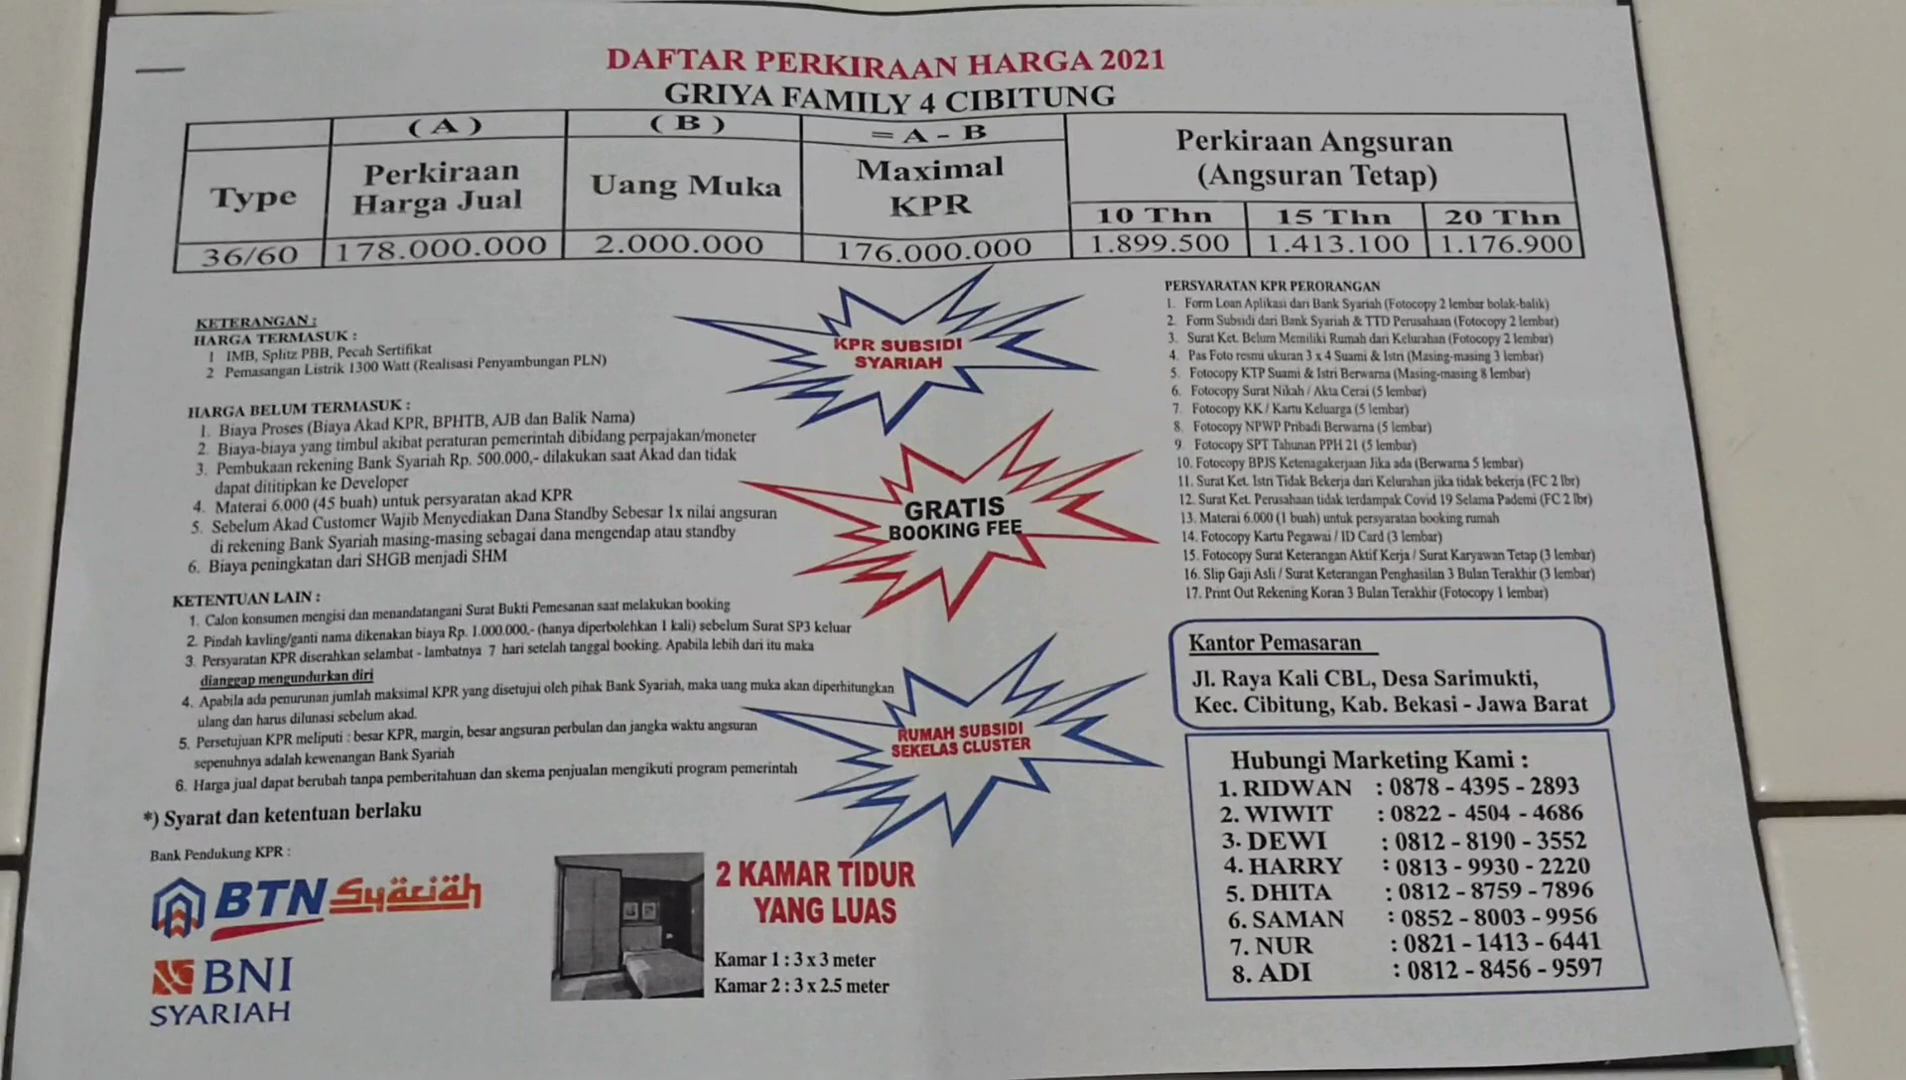 DAFTAR PERKIRAAN HARGA 2021
GRIYA FAMILY 4 CIBITUNG
( A ) ( B ) = A - B
Type Perkiraan Harga Jual Uang Muka Maximal KPR Perkiraan Angsuran (Angsuran Tetap)
10 Thn 15 Thn 20 Thn
36/60 178.000.000 2.000.000 176.000.000 1.899.500 1.413.100 1.176.900
KETERANGAN :
HARGA TERMASUK :
1 IMB, Splitz PBB, Pecah Sertifikat
2 Pemasangan Listrik 1300 Watt (Realisasi Penyambungan PLN)
HARGA BELUM TERMASUK :
1. Biaya Proses (Biaya Akad KPR, BPHTB, AJB dan Balik Nama)
2. Biaya-biaya yang timbul akibat peraturan pemerintah dibidang perpajakan/moneter
3. Pembukaan rekening Bank Syariah Rp. 500.000,- dilakukan saat Akad dan tidak
dapat dititipkan ke Developer
4. Materai 6.000 (45 buah) untuk persyaratan akad KPR
5. Sebelum Akad Customer Wajib Menyediakan Dana Standby Sebesar 1x nilai angsuran
di rekening Bank Syariah masing-masing sebagai dana mengendap atau standby
6. Biaya peningkatan dari SHGB menjadi SHM
KETENTUAN LAIN :
1. Calon konsumen mengisi dan menandatangani Surat Bukti Pemesanan saat melakukan booking
2. Pindah kavling/ganti nama dikenakan biaya Rp. 1.000.000,- (hanya diperbolehkan 1 kali) sebelum Surat SP3 keluar
3. Persyaratan KPR diserahkan selambat - lambatnya 7 hari setelah tanggal booking. Apabila lebih dari itu maka
dianggap mengundurkan diri
4. Apabila ada penurunan jumlah maksimal KPR yang disetujui oleh pihak Bank Syariah, maka uang muka akan diperhitungkan
ulang dan harus dilunasi sebelum akad.
5. Persetujuan KPR meliputi : besar KPR, margin, besar angsuran perbulan dan jangka waktu angsuran
sepenuhnya adalah kewenangan Bank Syariah
6. Harga jual dapat berubah tanpa pemberitahuan dan skema penjualan mengikuti program pemerintah
*) Syarat dan ketentuan berlaku
Bank Pendukung KPR :
BTN Syariah
BNI
SYARIAH
KPR SUBSIDI
SYARIAH
GRATIS
BOOKING FEE
RUMAH SUBSIDI
SEKELAS CLUSTER
2 KAMAR TIDUR
YANG LUAS
Kamar 1 : 3 x 3 meter
Kamar 2 : 3 x 2.5 meter
PERSYARATAN KPR PERORANGAN
1. Form Loan Aplikasi dari Bank Syariah (Fotocopy 2 lembar bolak-balik)
2. Form Subsidi dari Bank Syariah & TTD Perusahaan (Fotocopy 2 lembar)
3. Surat Ket. Belum Memiliki Rumah dari Kelurahan (Fotocopy 2 lembar)
4. Pas Foto resmi ukuran 3 x 4 Suami & Istri (Masing-masing 3 lembar)
5. Fotocopy KTP Suami & Istri Berwarna (Masing-masing 8 lembar)
6. Fotocopy Surat Nikah / Akta Cerai (5 lembar)
7. Fotocopy KK / Kartu Keluarga (5 lembar)
8. Fotocopy NPWP Pribadi Berwarna (5 lembar)
9. Fotocopy SPT Tahunan PPH 21 (5 lembar)
10. Fotocopy BPJS Ketenagakerjaan Jika ada (Berwarna 5 lembar)
11. Surat Ket. Istri Tidak Bekerja dari Kelurahan jika tidak bekerja (FC 2 lbr)
12. Surat Ket. Perusahaan tidak terdampak Covid 19 Selama Pademi (FC 2 lbr)
13. Materai 6.000 (1 buah) untuk persyaratan booking rumah
14. Fotocopy Kartu Pegawai / ID Card (3 lembar)
15. Fotocopy Surat Keterangan Aktif Kerja / Surat Karyawan Tetap (3 lembar)
16. Slip Gaji Asli / Surat Keterangan Penghasilan 3 Bulan Terakhir (3 lembar)
17. Print Out Rekening Koran 3 Bulan Terakhir (Fotocopy 1 lembar)
Kantor Pemasaran
Jl. Raya Kali CBL, Desa Sarimukti,
Kec. Cibitung, Kab. Bekasi - Jawa Barat
Hubungi Marketing Kami :
1. RIDWAN : 0878 - 4395 - 2893
2. WIWIT : 0822 - 4504 - 4686
3. DEWI : 0812 - 8190 - 3552
4. HARRY : 0813 - 9930 - 2220
5. DHITA : 0812 - 8759 - 7896
6. SAMAN : 0852 - 8003 - 9956
7. NUR : 0821 - 1413 - 6441
8. ADI : 0812 - 8456 - 9597